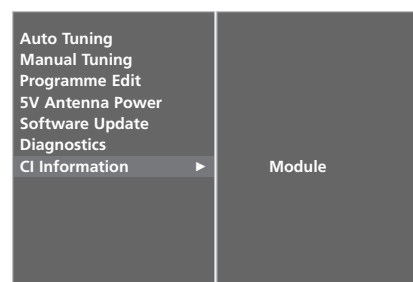 Auto Tuning
Manual Tuning
Programme Edit
5V Antenna Power
Software Update
Diagnostics
CI Information ► Module